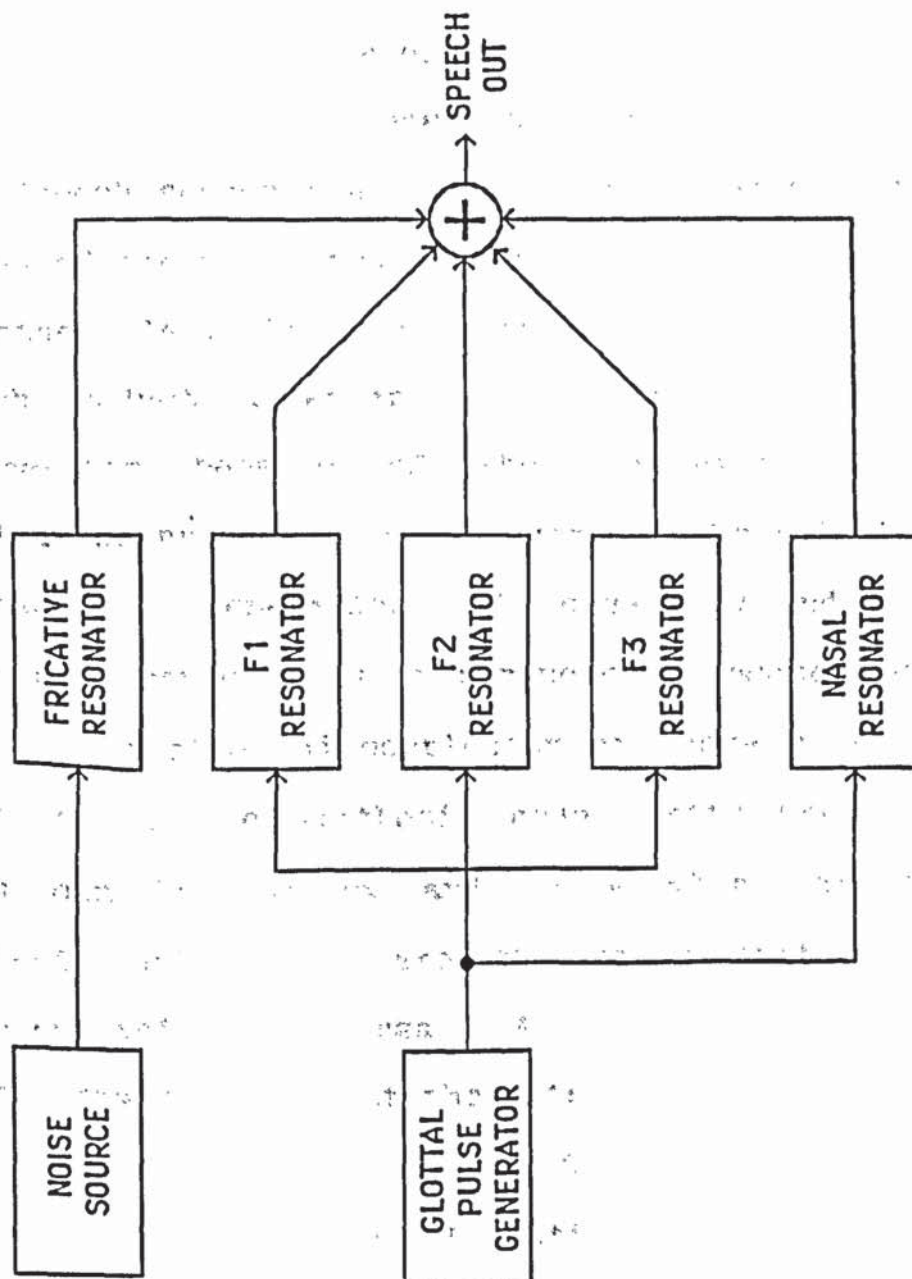 NOISE
SOURCE
FRICATIVE
RESONATOR
GLOTTAL
PULSE
GENERATOR
F1
RESONATOR
F2
RESONATOR
F3
RESONATOR
NASAL
RESONATOR
+
SPEECH
OUT